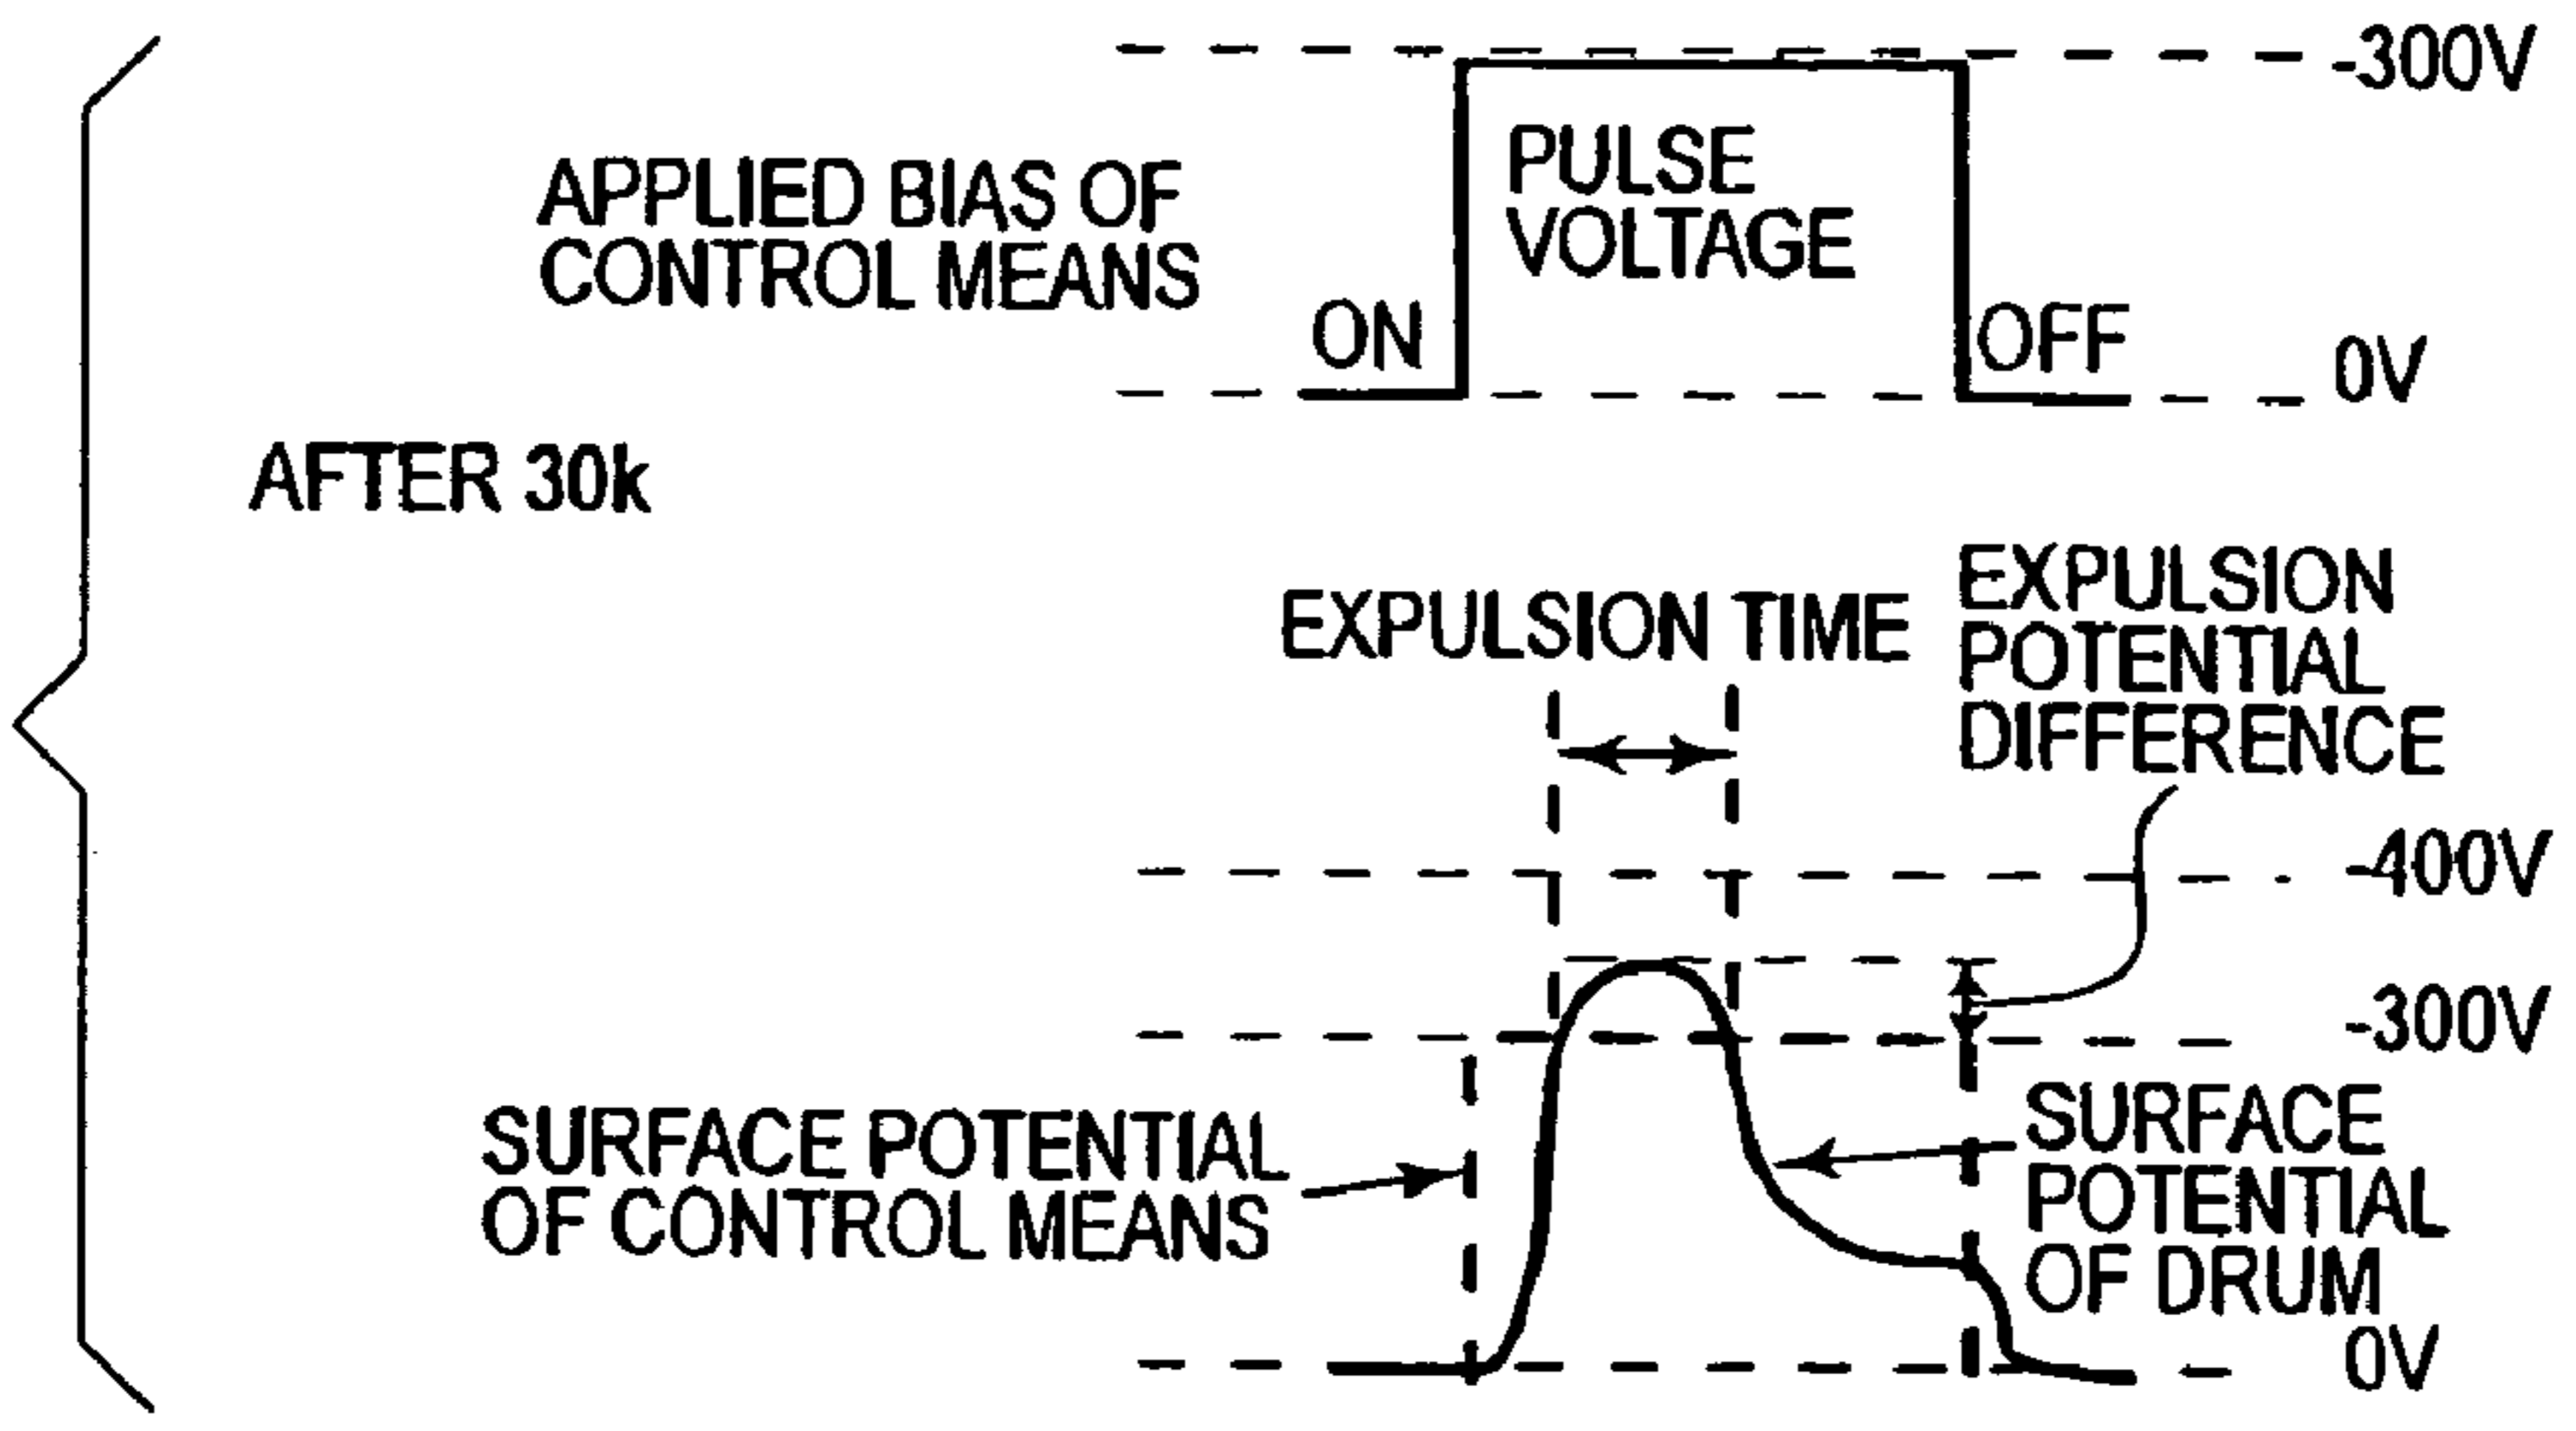 -300V
APPLIED BIAS OF
CONTROL MEANS
PULSE
VOLTAGE
ON
OFF
0V
AFTER 30k
EXPULSION TIME
EXPULSION
POTENTIAL
DIFFERENCE
-400V
-300V
SURFACE POTENTIAL
OF CONTROL MEANS
SURFACE
POTENTIAL
OF DRUM
0V